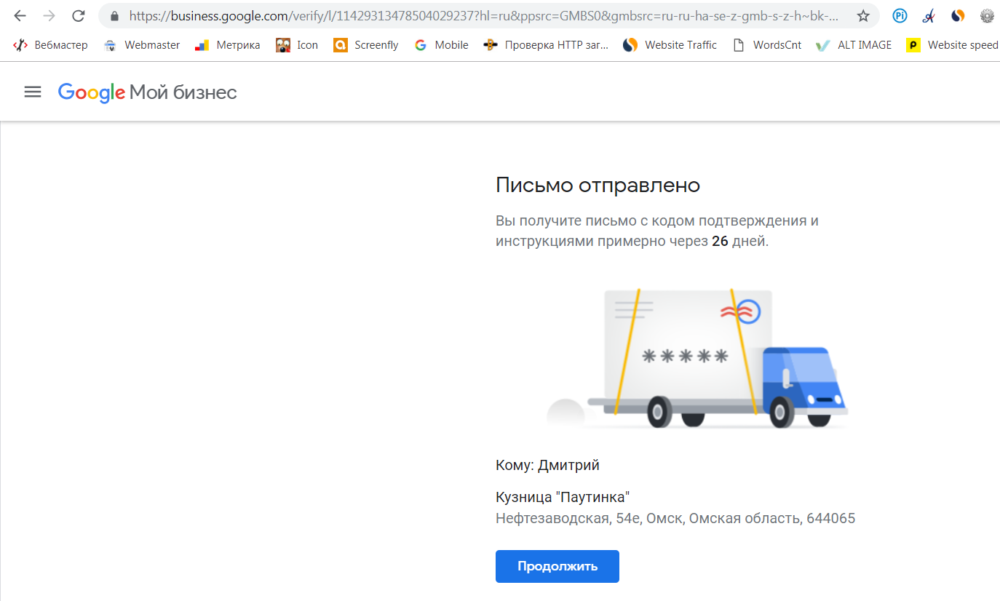 https://business.google.com/verify/l/11429313478504029237?hl=ru&ppsrc=GMBS0&gmbsrc=ru-ru-ha-se-z-gmb-s-z-h~bk-...
Вебмастер Webmaster Метрика Icon Screenfly Mobile Проверка HTTP заг... Website Traffic WordsCnt ALT IMAGE Website speed
Google Мой бизнес
Письмо отправлено
Вы получите письмо с кодом подтверждения и
инструкциями примерно через 26 дней.
*****
Кому: Дмитрий
Кузница "Паутинка"
Нефтезаводская, 54е, Омск, Омская область, 644065
Продолжить